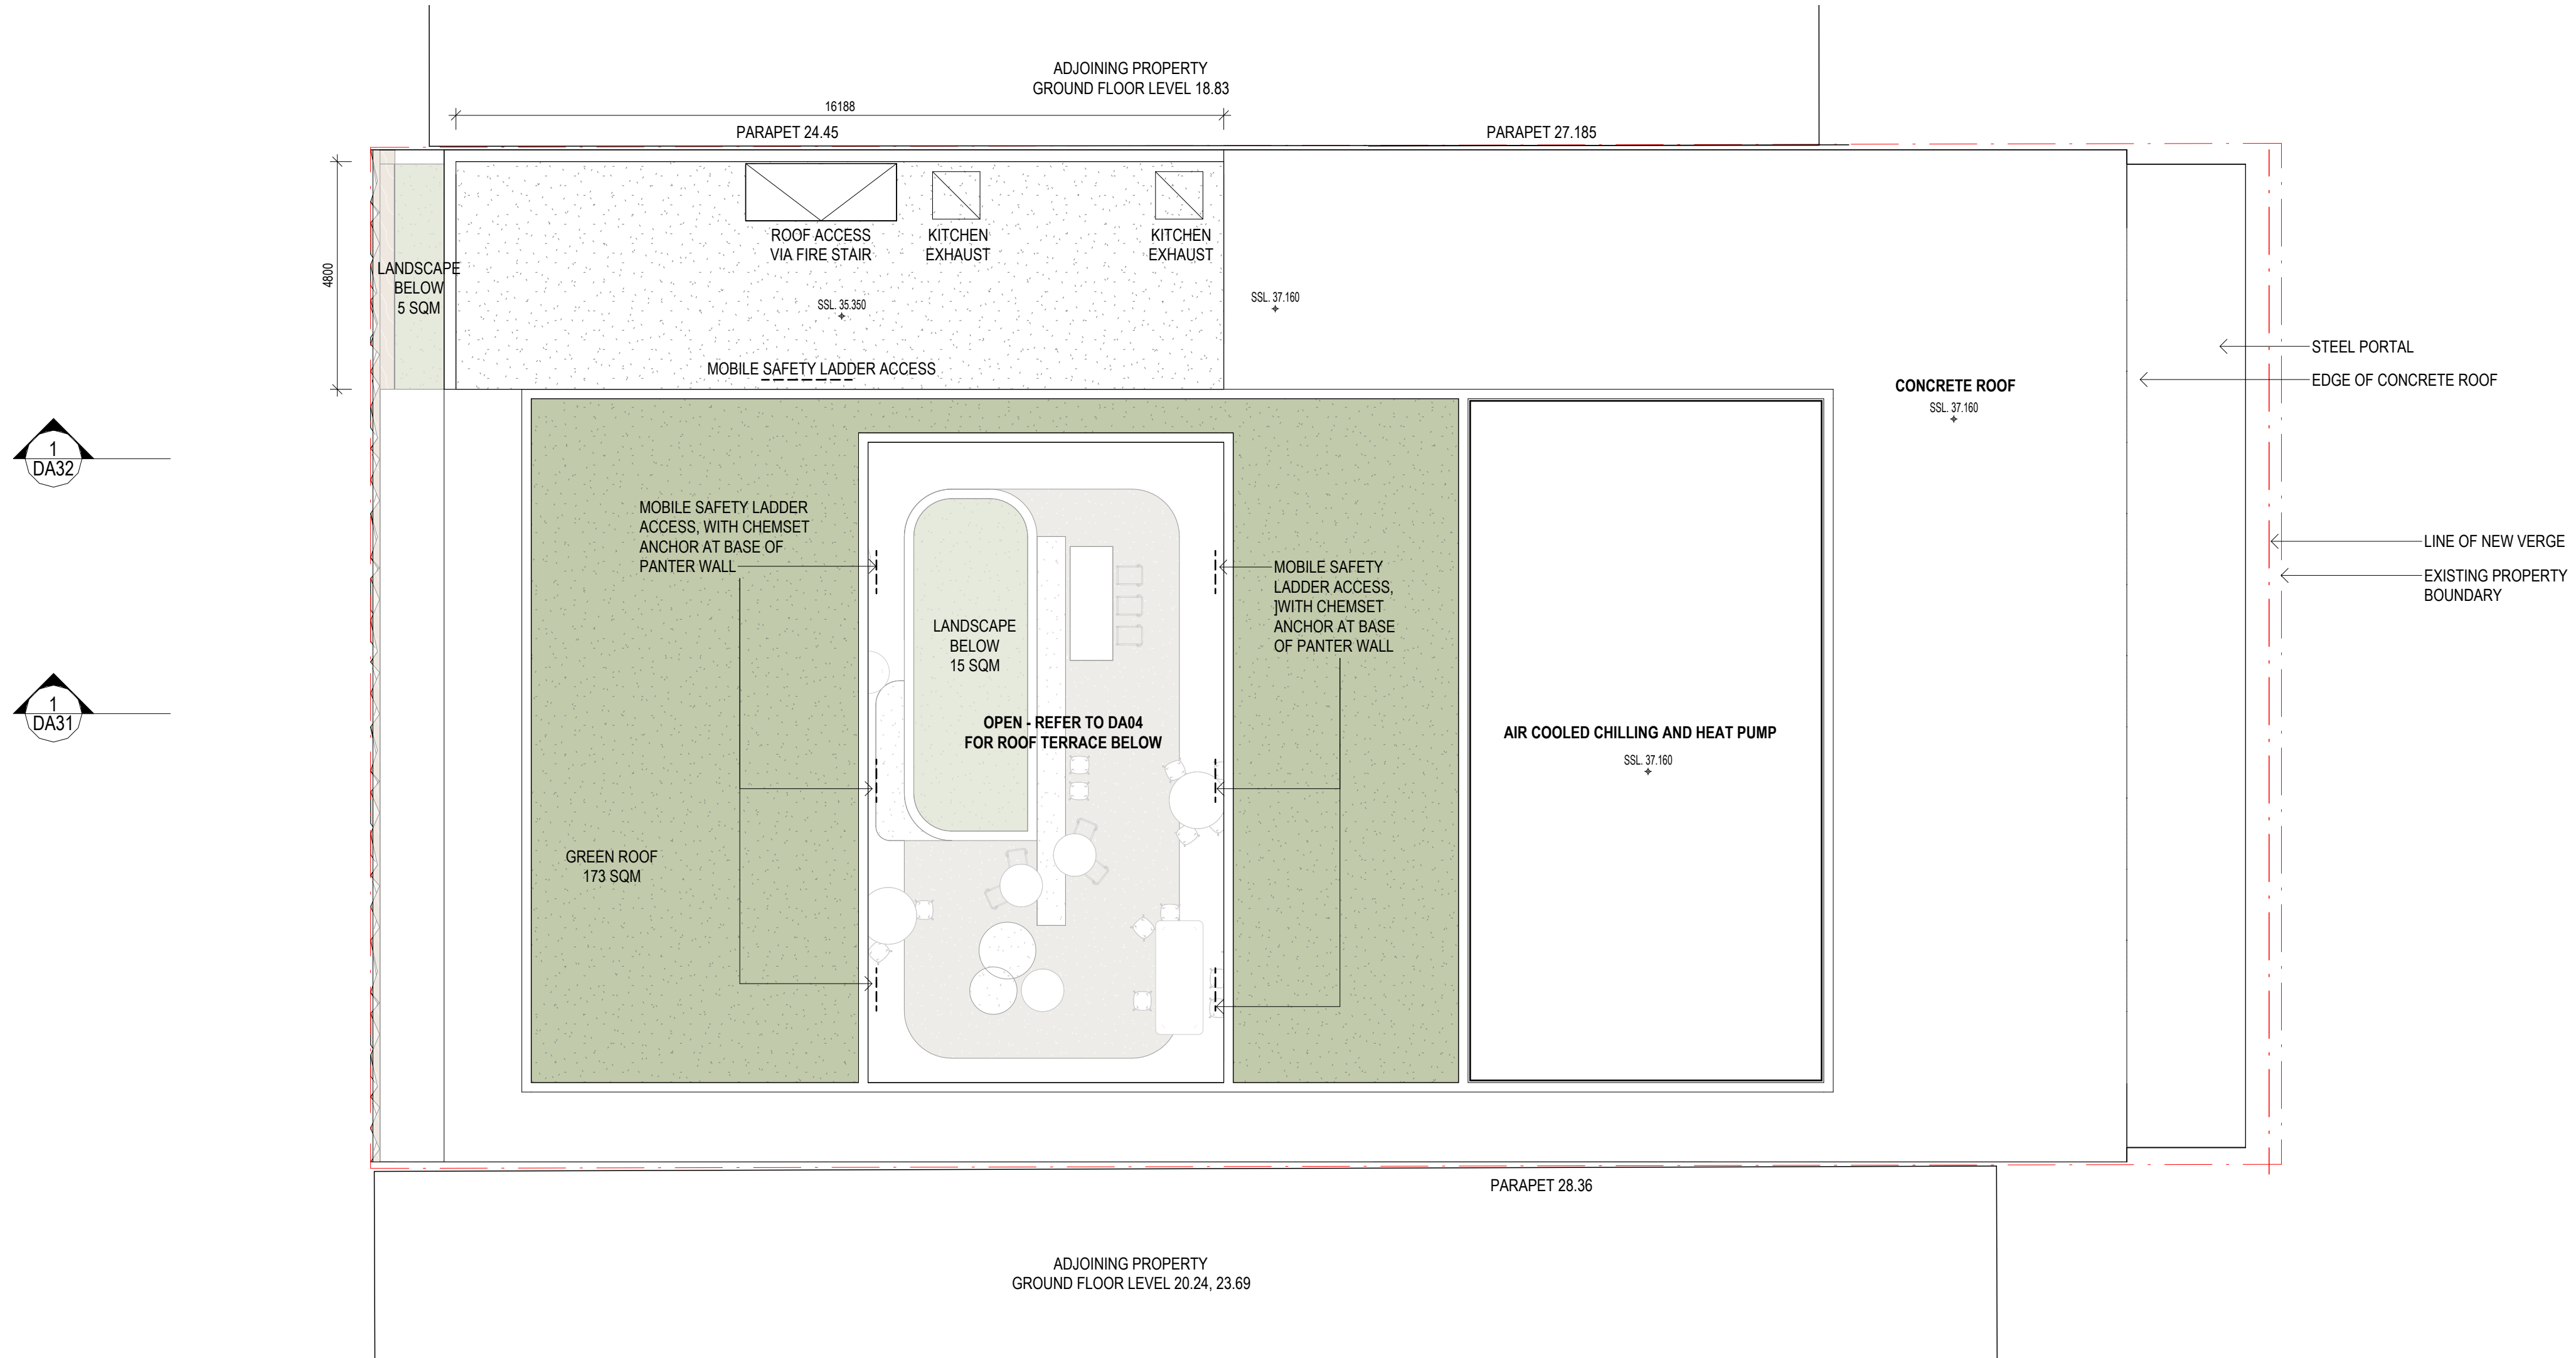 ADJOINING PROPERTY
GROUND FLOOR LEVEL 18.83
16188
PARAPET 24.45
PARAPET 27.185
4800
LANDSCAPE
BELOW
5 SQM
ROOF ACCESS
VIA FIRE STAIR
KITCHEN
EXHAUST
KITCHEN
EXHAUST
SSL. 35.350
SSL. 37.160
MOBILE SAFETY LADDER ACCESS
STEEL PORTAL
EDGE OF CONCRETE ROOF
CONCRETE ROOF
SSL. 37.160
1
DA32
MOBILE SAFETY LADDER
ACCESS, WITH CHEMSET
ANCHOR AT BASE OF
PANTER WALL
MOBILE SAFETY
LADDER ACCESS,
]WITH CHEMSET
ANCHOR AT BASE
OF PANTER WALL
LINE OF NEW VERGE
EXISTING PROPERTY
BOUNDARY
LANDSCAPE
BELOW
15 SQM
1
DA31
OPEN - REFER TO DA04
FOR ROOF TERRACE BELOW
AIR COOLED CHILLING AND HEAT PUMP
SSL. 37.160
GREEN ROOF
173 SQM
PARAPET 28.36
ADJOINING PROPERTY
GROUND FLOOR LEVEL 20.24, 23.69